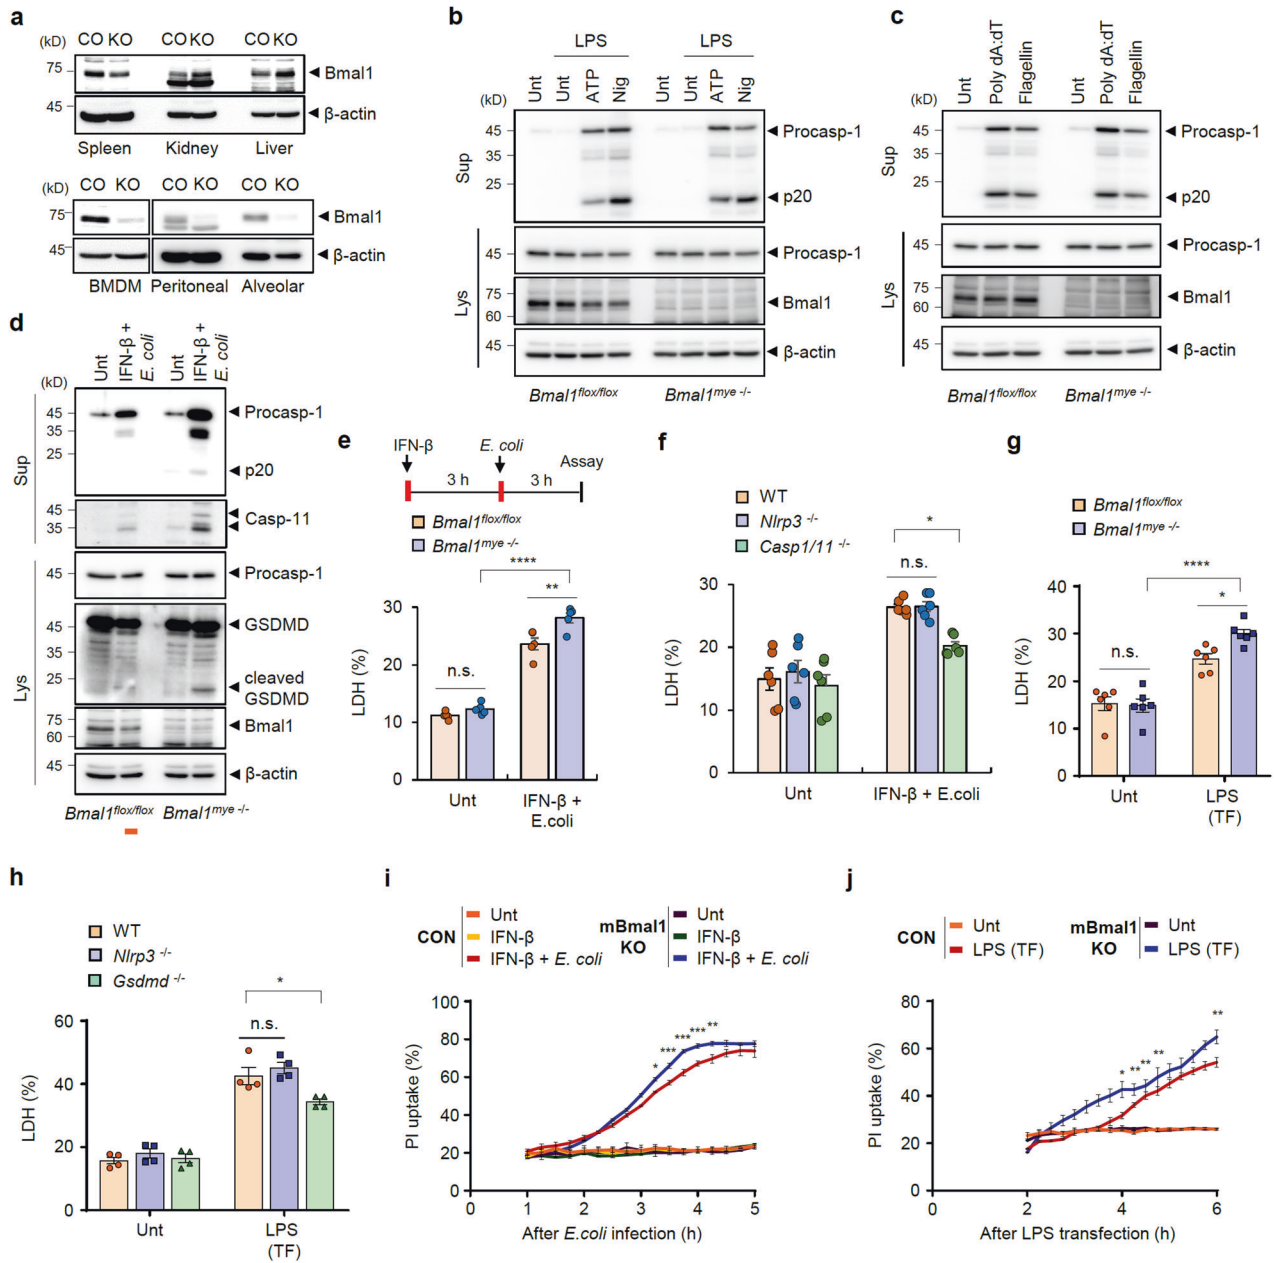 a
(kD) CO KO CO KO CO KO
75 Bmal1
45 β-actin
Spleen Kidney Liver
(kD) CO KO CO KO CO KO
75 Bmal1
45 β-actin
BMDM Peritoneal Alveolar
b
LPS LPS
(kD) Unt Unt ATP Nig Unt Unt ATP Nig
Sup
45 Procasp-1
35
25
p20
Lys
45 Procasp-1
75
Bmal1
60
45
β-actin
Bmal1flox/flox Bmal1mye -/-
c
(kD) Unt Poly dA:dT Flagellin Unt Poly dA:dT Flagellin
Sup
45 Procasp-1
35
25
p20
Lys
45 Procasp-1
75
Bmal1
60
45
β-actin
Bmal1flox/flox Bmal1mye -/-
d
(kD) Unt IFN-β + E. coli Unt IFN-β + E. coli
Sup
45 Procasp-1
35
25
p20
45
Casp-11
35
Lys
45 Procasp-1
45 GSDMD
35
25
cleaved
GSDMD
75
Bmal1
60
45
β-actin
Bmal1flox/flox Bmal1mye -/-
e
IFN-β E. coli
Assay
3 h 3 h
Bmal1flox/flox
Bmal1mye -/-
****
**
n.s.
LDH (%)
30
20
10
0
Unt IFN-β +
E.coli
f
WT
Nlrp3 -/-
Casp1/11 -/-
*
n.s.
LDH (%)
30
20
10
0
Unt IFN-β + E.coli
g
Bmal1flox/flox
Bmal1mye -/-
****
*
n.s.
LDH (%)
40
30
20
10
0
Unt LPS
(TF)
h
WT
Nlrp3 -/-
Gsdmd -/-
*
n.s.
LDH (%)
60
40
20
0
Unt LPS
(TF)
i
CON
Unt
IFN-β
IFN-β + E. coli
mBmal1
KO
Unt
IFN-β
IFN-β + E. coli
PI uptake (%)
100
80
60
40
20
0
* *** *** *** **
0 1 2 3 4 5
After E.coli infection (h)
j
CON
Unt
LPS (TF)
mBmal1
KO
Unt
LPS (TF)
PI uptake (%)
80
60
40
20
0
* ** ** ** **
0 2 4 6
After LPS transfection (h)